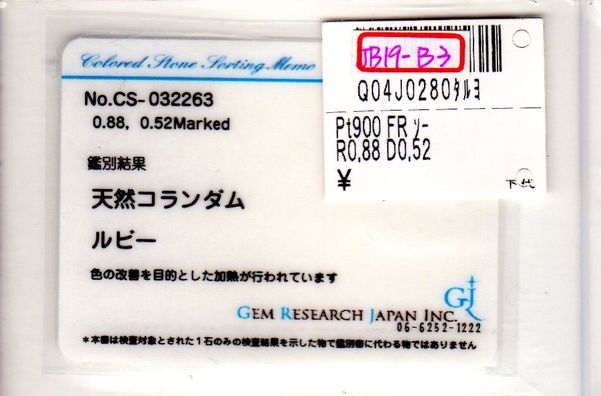 Colored Stone Sorting Memo
No.CS-032263
0.88, 0.52Marked
鑑別結果
天然コランダム
ルビー
色の改善を目的とした加熱が行われています
GJ
GEM RESEARCH JAPAN INC.
06-6252-1222
*本書は検査対象とされた1石のみの検査結果を示した物で鑑別書に代わる物ではありません
JB19-B-3
Q04J0280タルヨ
Pt900 FR ソー
R0,88 D0,52
¥
下代